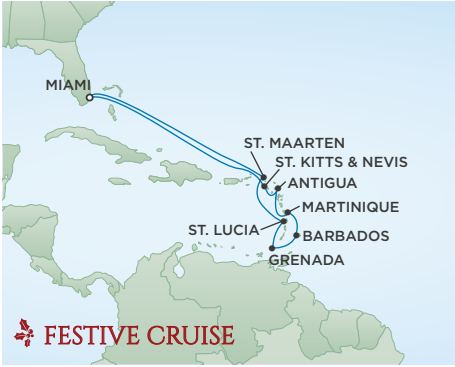 MIAMI
ST. MAARTEN
ST. KITTS & NEVIS
ANTIGUA
MARTINIQUE
ST. LUCIA
BARBADOS
GRENADA
FESTIVE CRUISE